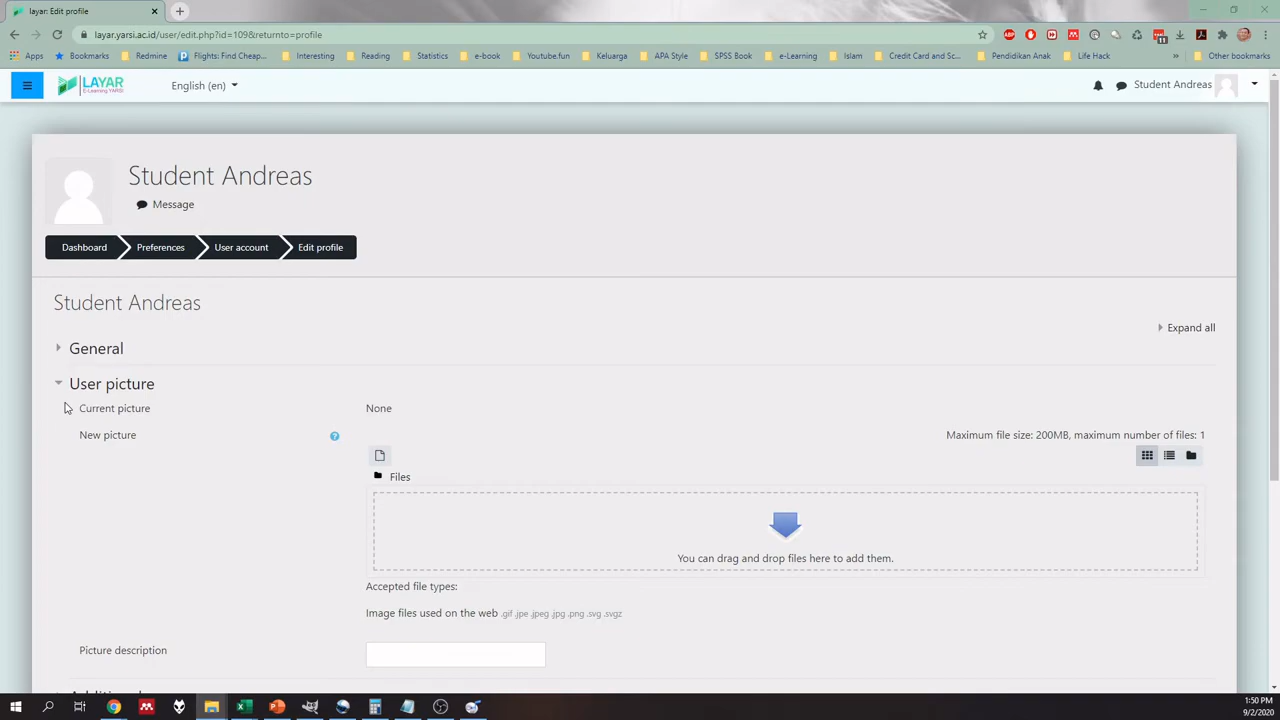 layar: Edit profile
layar.yarsi.ac.id/user/edit.php?id=109&returnto=profile
Apps Bookmarks Redmine Flights: Find Cheap... Interesting Reading Statistics e-book Youtube.fun Keluarga APA Style SPSS Book e-Learning Islam Credit Card and Sc... Pendidikan Anak Life Hack » Other bookmarks
LAYAR
E-Learning YARSI
English (en)
Student Andreas
Student Andreas
Message
Dashboard Preferences User account Edit profile
Student Andreas
Expand all
General
User picture
Current picture None
New picture ? Maximum file size: 200MB, maximum number of files: 1
Files
You can drag and drop files here to add them.
Accepted file types:
Image files used on the web .gif .jpe .jpeg .jpg .png .svg .svgz
Picture description
1:50 PM
9/2/2020